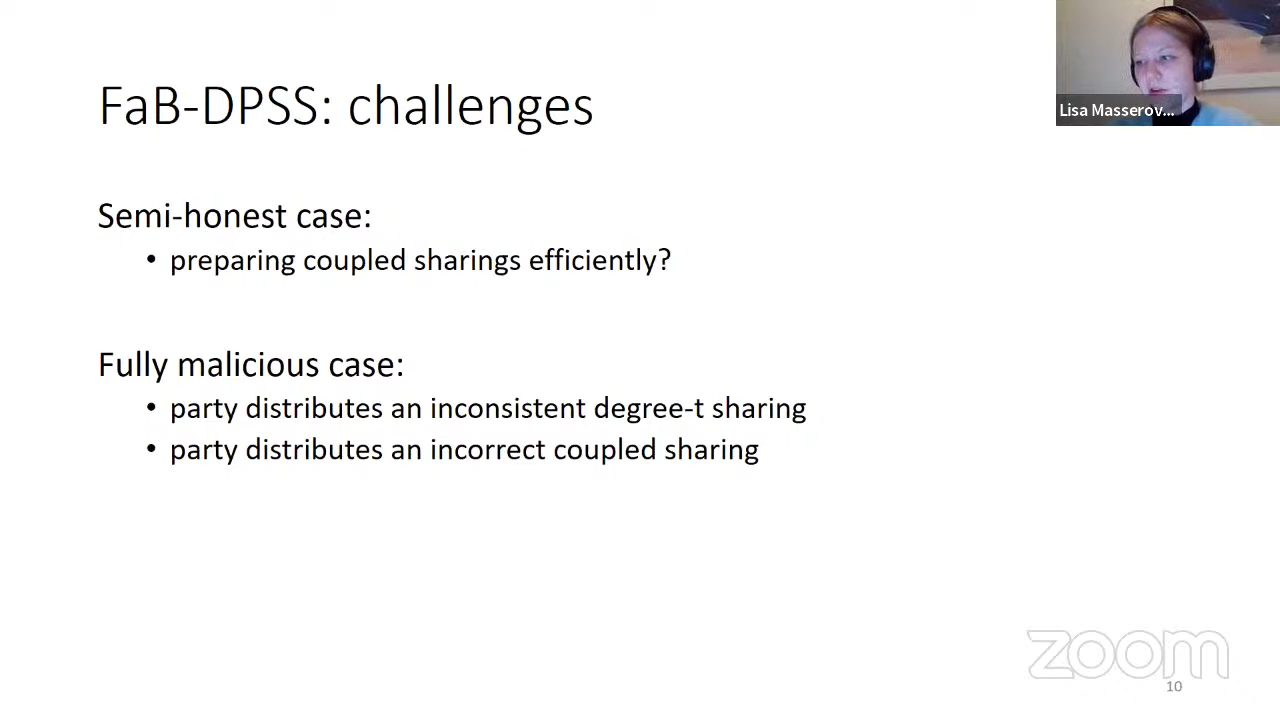 FaB-DPSS: challenges
Lisa Masserov...
Semi-honest case:
• preparing coupled sharings efficiently?
Fully malicious case:
• party distributes an inconsistent degree-t sharing
• party distributes an incorrect coupled sharing
zoom
10